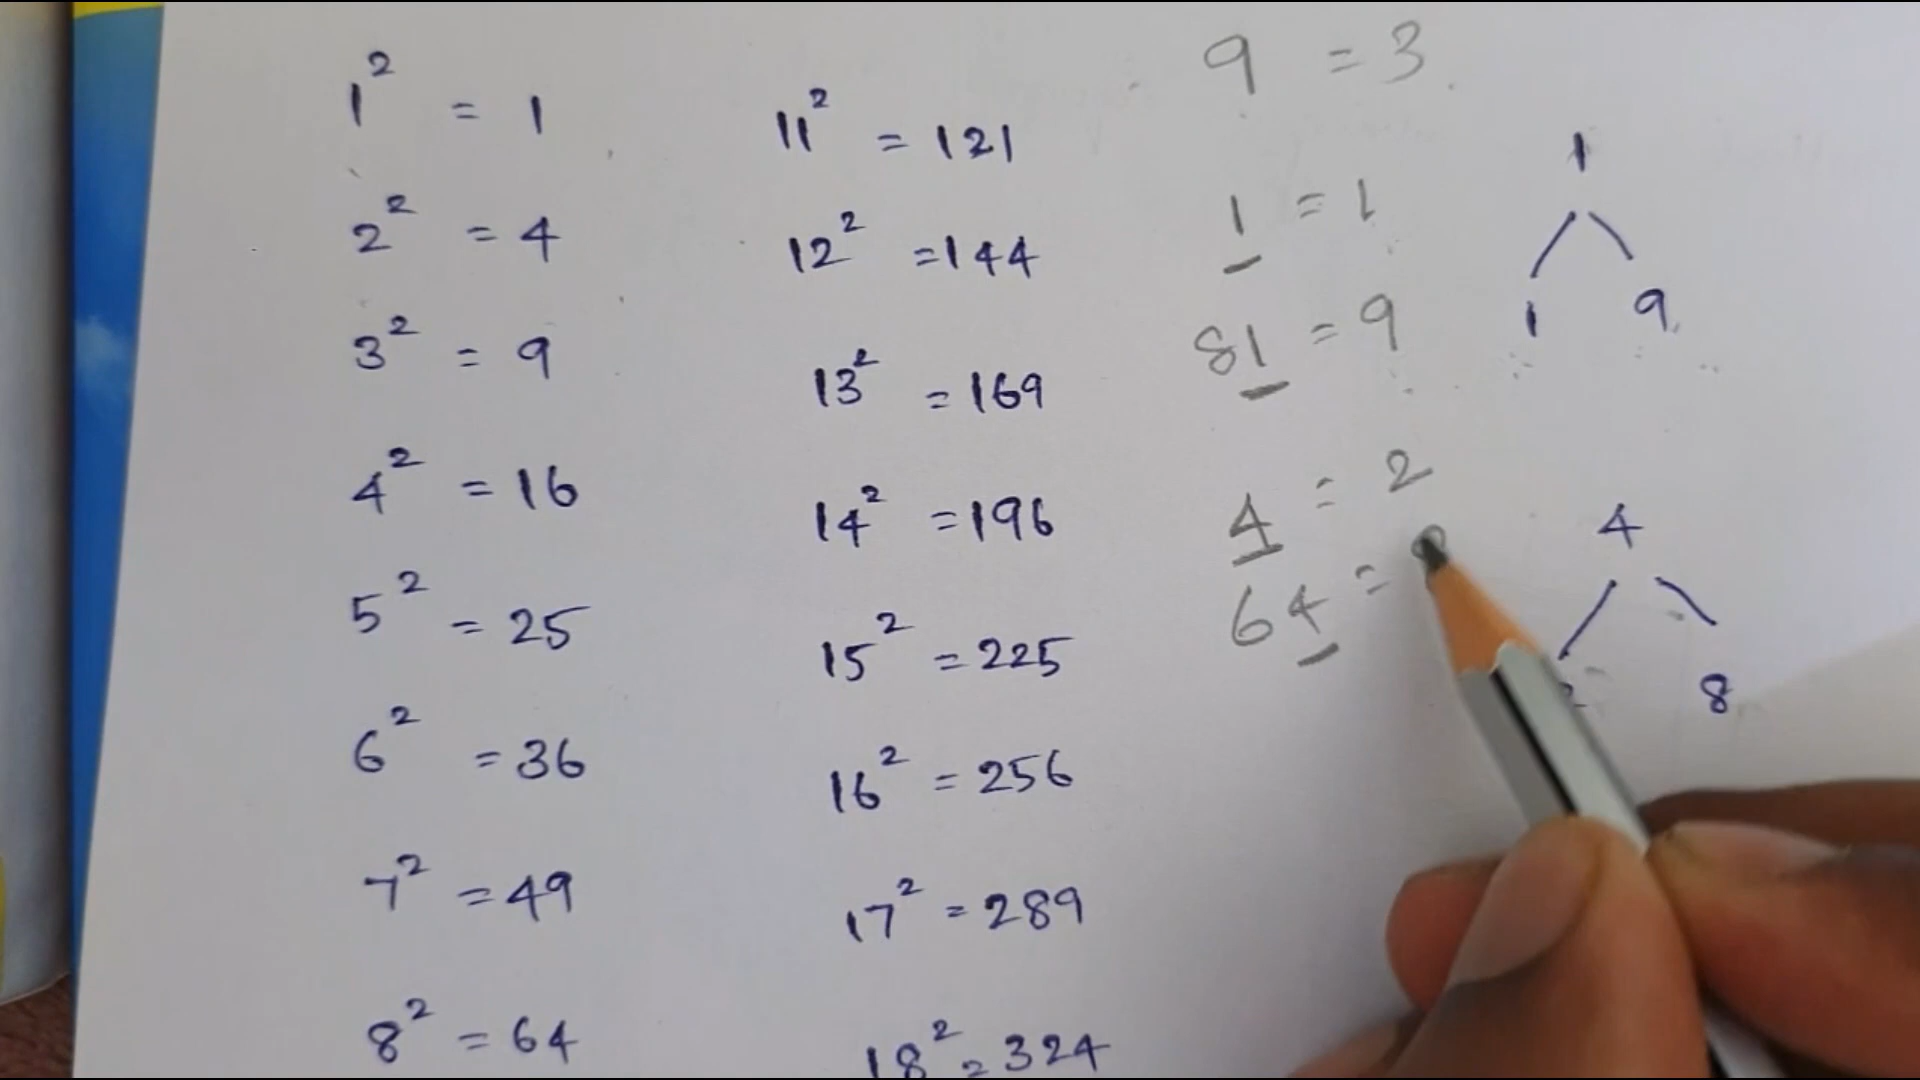 1² = 1
2² = 4
3² = 9
4² = 16
5² = 25
6² = 36
7² = 49
8² = 64
11² = 121
12² = 144
13² = 169
14² = 196
15² = 225
16² = 256
17² = 289
18² = 324
9 = 3
1 = 1
81 = 9
4 = 2
64 =
1
1 9
4
8